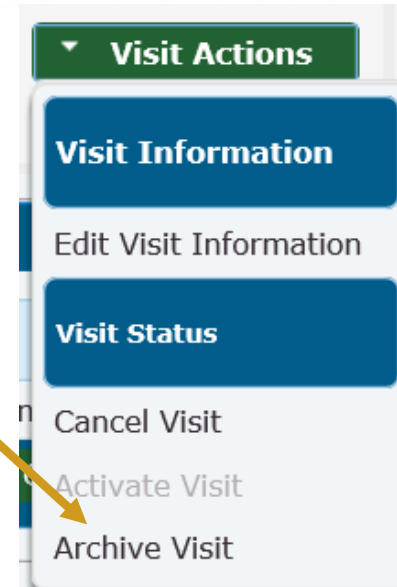 Visit Actions
Visit Information
Edit Visit Information
Visit Status
Cancel Visit
Activate Visit
Archive Visit